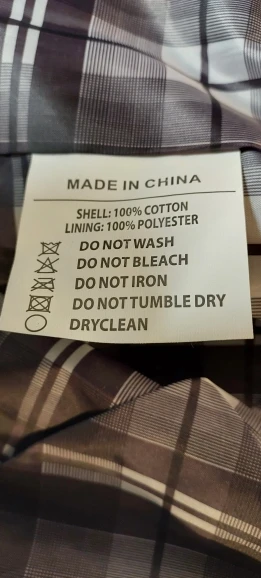 MADE IN CHINA
SHELL: 100% COTTON
LINING: 100% POLYESTER
DO NOT WASH
DO NOT BLEACH
DO NOT IRON
DO NOT TUMBLE DRY
DRYCLEAN